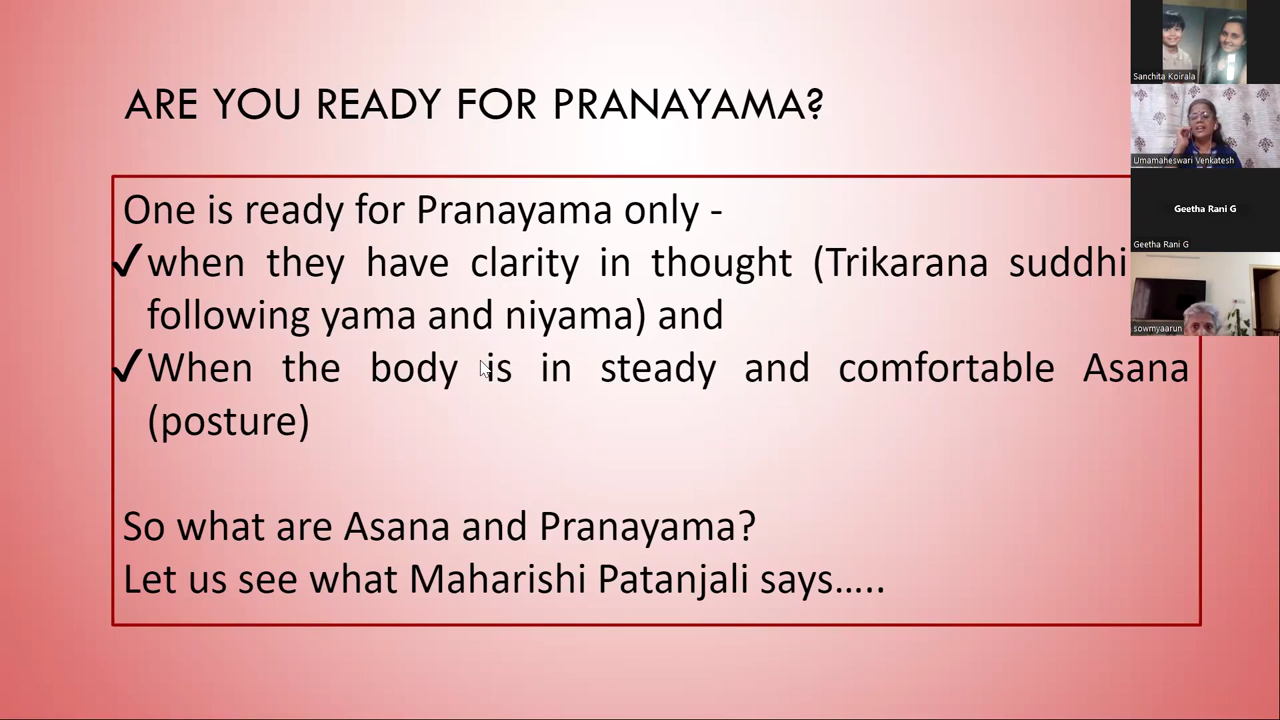 ARE YOU READY FOR PRANAYAMA?
One is ready for Pranayama only -
✓when they have clarity in thought (Trikarana suddhi
following yama and niyama) and
✓When the body is in steady and comfortable Asana
(posture)
So what are Asana and Pranayama?
Let us see what Maharishi Patanjali says…..
Sanchita Koirala
Umamaheswari Venkatesh
Geetha Rani G
Geetha Rani G
sowmyaarun